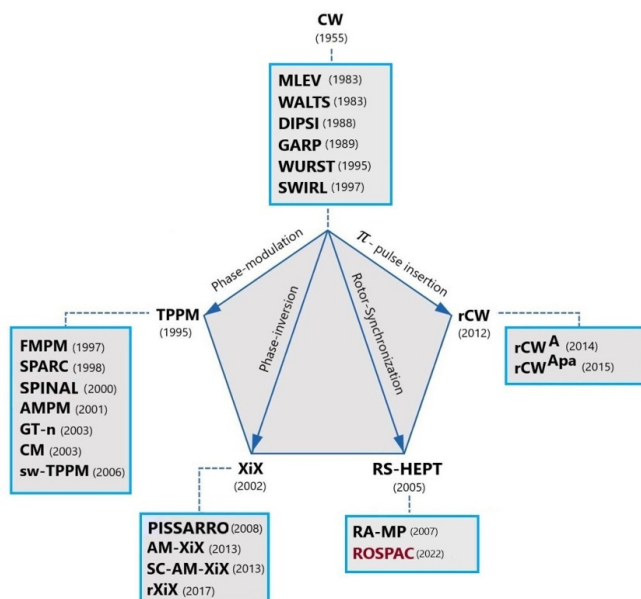 CW
(1955)
MLEV (1983)
WALTS (1983)
DIPSI (1988)
GARP (1989)
WURST (1995)
SWIRL (1997)
Phase-modulation
π - pulse insertion
Phase-inversion
Rotor-Synchronization
TPPM
(1995)
rCW
(2012)
FMPM (1997)
SPARC (1998)
SPINAL (2000)
AMPM (2001)
GT-n (2003)
CM (2003)
sw-TPPM (2006)
rCWᴬ (2014)
rCWᴬᵖᵃ (2015)
XiX
(2002)
RS-HEPT
(2005)
PISSARRO (2008)
AM-XiX (2013)
SC-AM-XiX (2013)
rXiX (2017)
RA-MP (2007)
ROSPAC (2022)